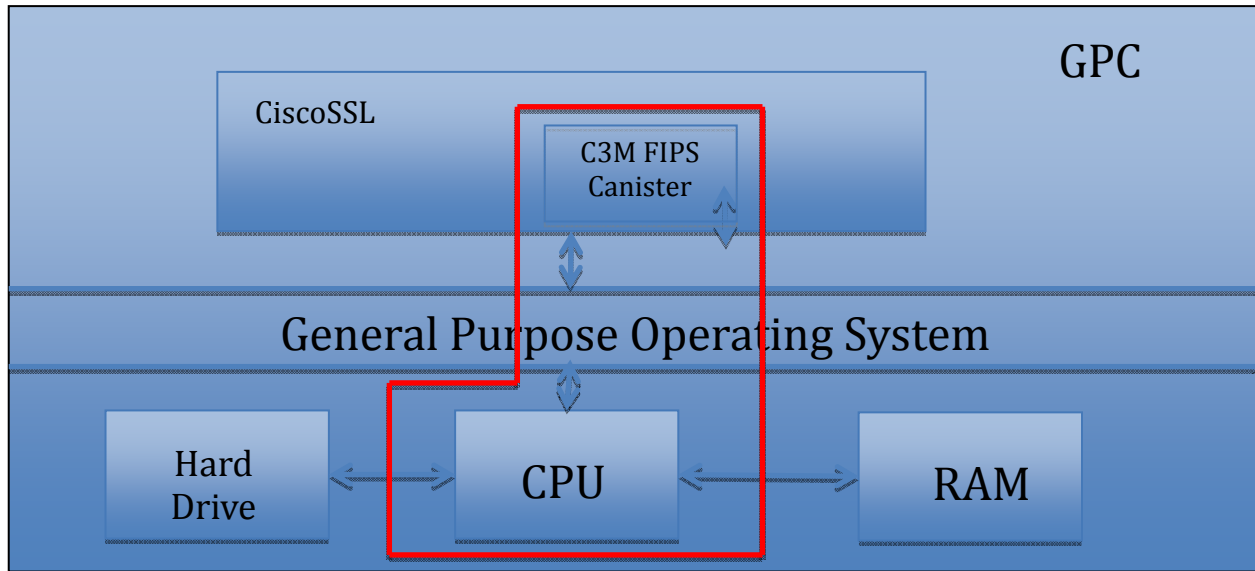 GPC
CiscoSSL
C3M FIPS
Canister
General Purpose Operating System
Hard
Drive
CPU
RAM